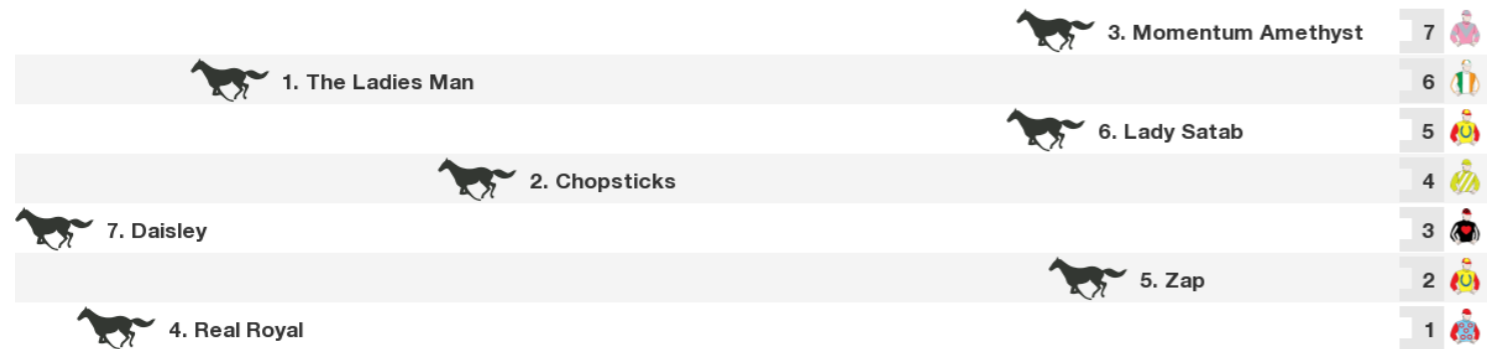 3. Momentum Amethyst 7
1. The Ladies Man 6
6. Lady Satab 5
2. Chopsticks 4
7. Daisley 3
5. Zap 2
4. Real Royal 1